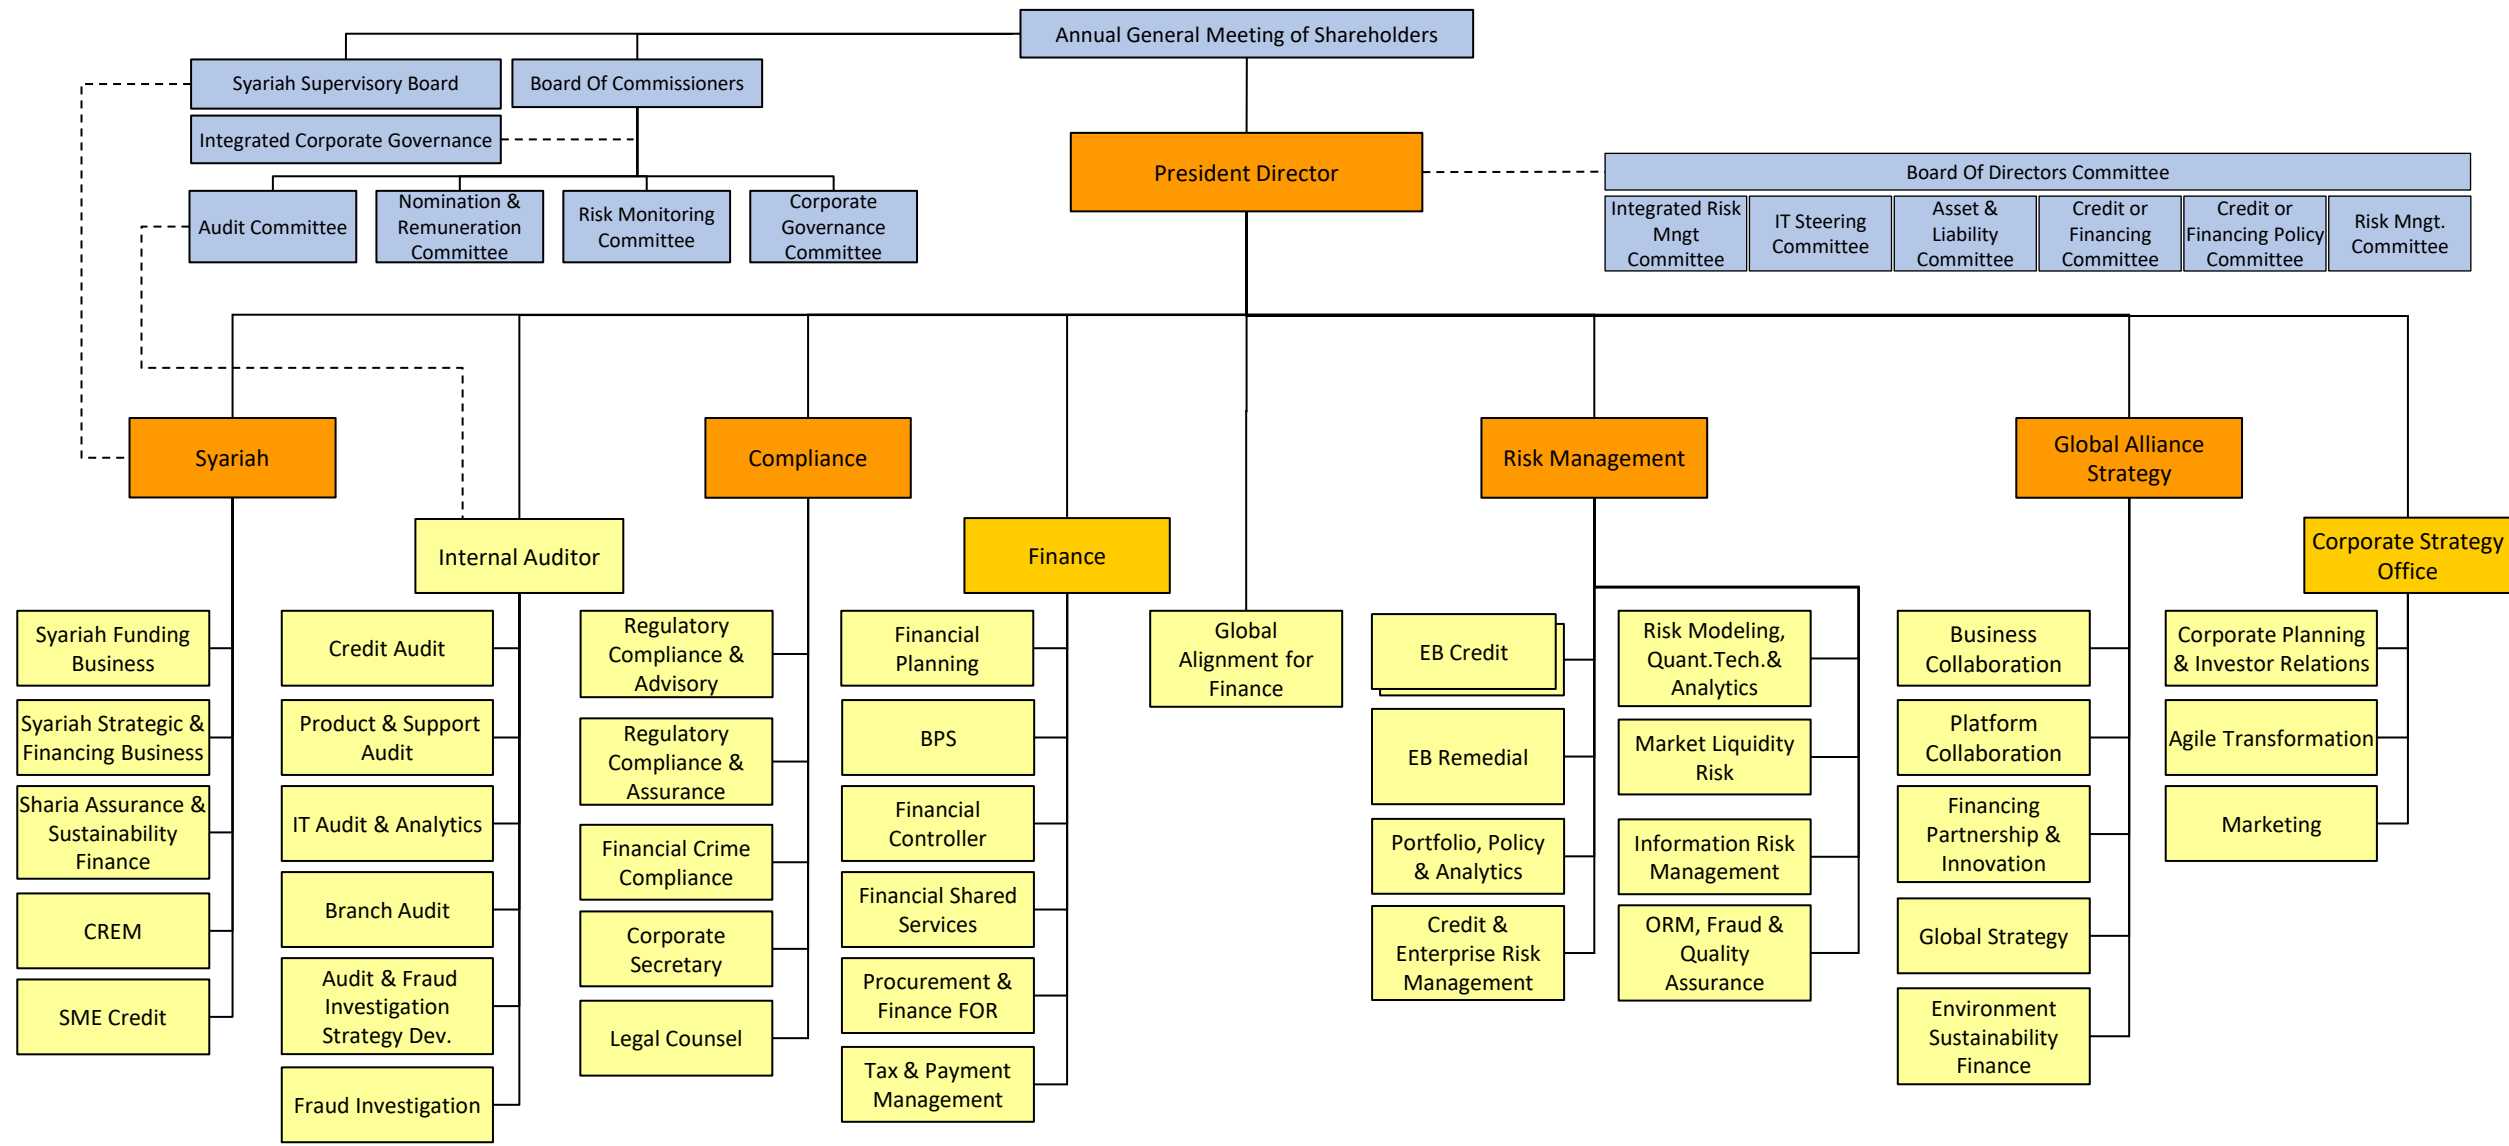 Annual General Meeting of Shareholders
Syariah Supervisory Board
Board Of Commissioners
Integrated Corporate Governance
President Director
Board Of Directors Committee
Audit Committee
Nomination &
Remuneration
Committee
Risk Monitoring
Committee
Corporate
Governance
Committee
Integrated Risk
Mngt
Committee
IT Steering
Committee
Asset &
Liability
Committee
Credit or
Financing
Committee
Credit or
Financing Policy
Committee
Risk Mngt.
Committee
Syariah
Compliance
Risk Management
Global Alliance
Strategy
Internal Auditor
Finance
Corporate Strategy
Office
Syariah Funding
Business
Syariah Strategic &
Financing Business
Sharia Assurance &
Sustainability
Finance
CREM
SME Credit
Credit Audit
Product & Support
Audit
IT Audit & Analytics
Branch Audit
Audit & Fraud
Investigation
Strategy Dev.
Fraud Investigation
Regulatory
Compliance &
Advisory
Regulatory
Compliance &
Assurance
Financial Crime
Compliance
Corporate
Secretary
Legal Counsel
Financial
Planning
BPS
Financial
Controller
Financial Shared
Services
Procurement &
Finance FOR
Tax & Payment
Management
Global
Alignment for
Finance
EB Credit
EB Remedial
Portfolio, Policy
& Analytics
Credit &
Enterprise Risk
Management
Risk Modeling,
Quant.Tech.&
Analytics
Market Liquidity
Risk
Information Risk
Management
ORM, Fraud &
Quality
Assurance
Business
Collaboration
Platform
Collaboration
Financing
Partnership &
Innovation
Global Strategy
Environment
Sustainability
Finance
Corporate Planning
& Investor Relations
Agile Transformation
Marketing